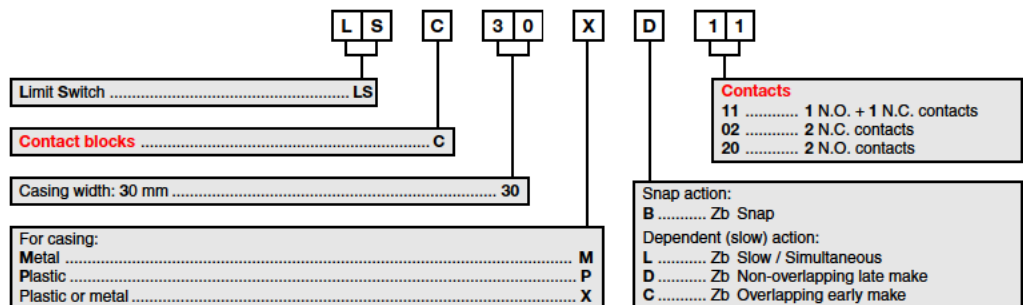 L S C 3 0 X D 1 1
Limit Switch ........................................................ LS
Contact blocks .................................................................... C
Casing width: 30 mm ............................................................................ 30
For casing:
Metal ........................................................................................................................ M
Plastic ....................................................................................................................... P
Plastic or metal ......................................................................................................... X
Contacts
11 ............ 1 N.O. + 1 N.C. contacts
02 ............ 2 N.C. contacts
20 ............ 2 N.O. contacts
Snap action:
B ........... Zb Snap
Dependent (slow) action:
L ........... Zb Slow / Simultaneous
D ........... Zb Non-overlapping late make
C ........... Zb Overlapping early make